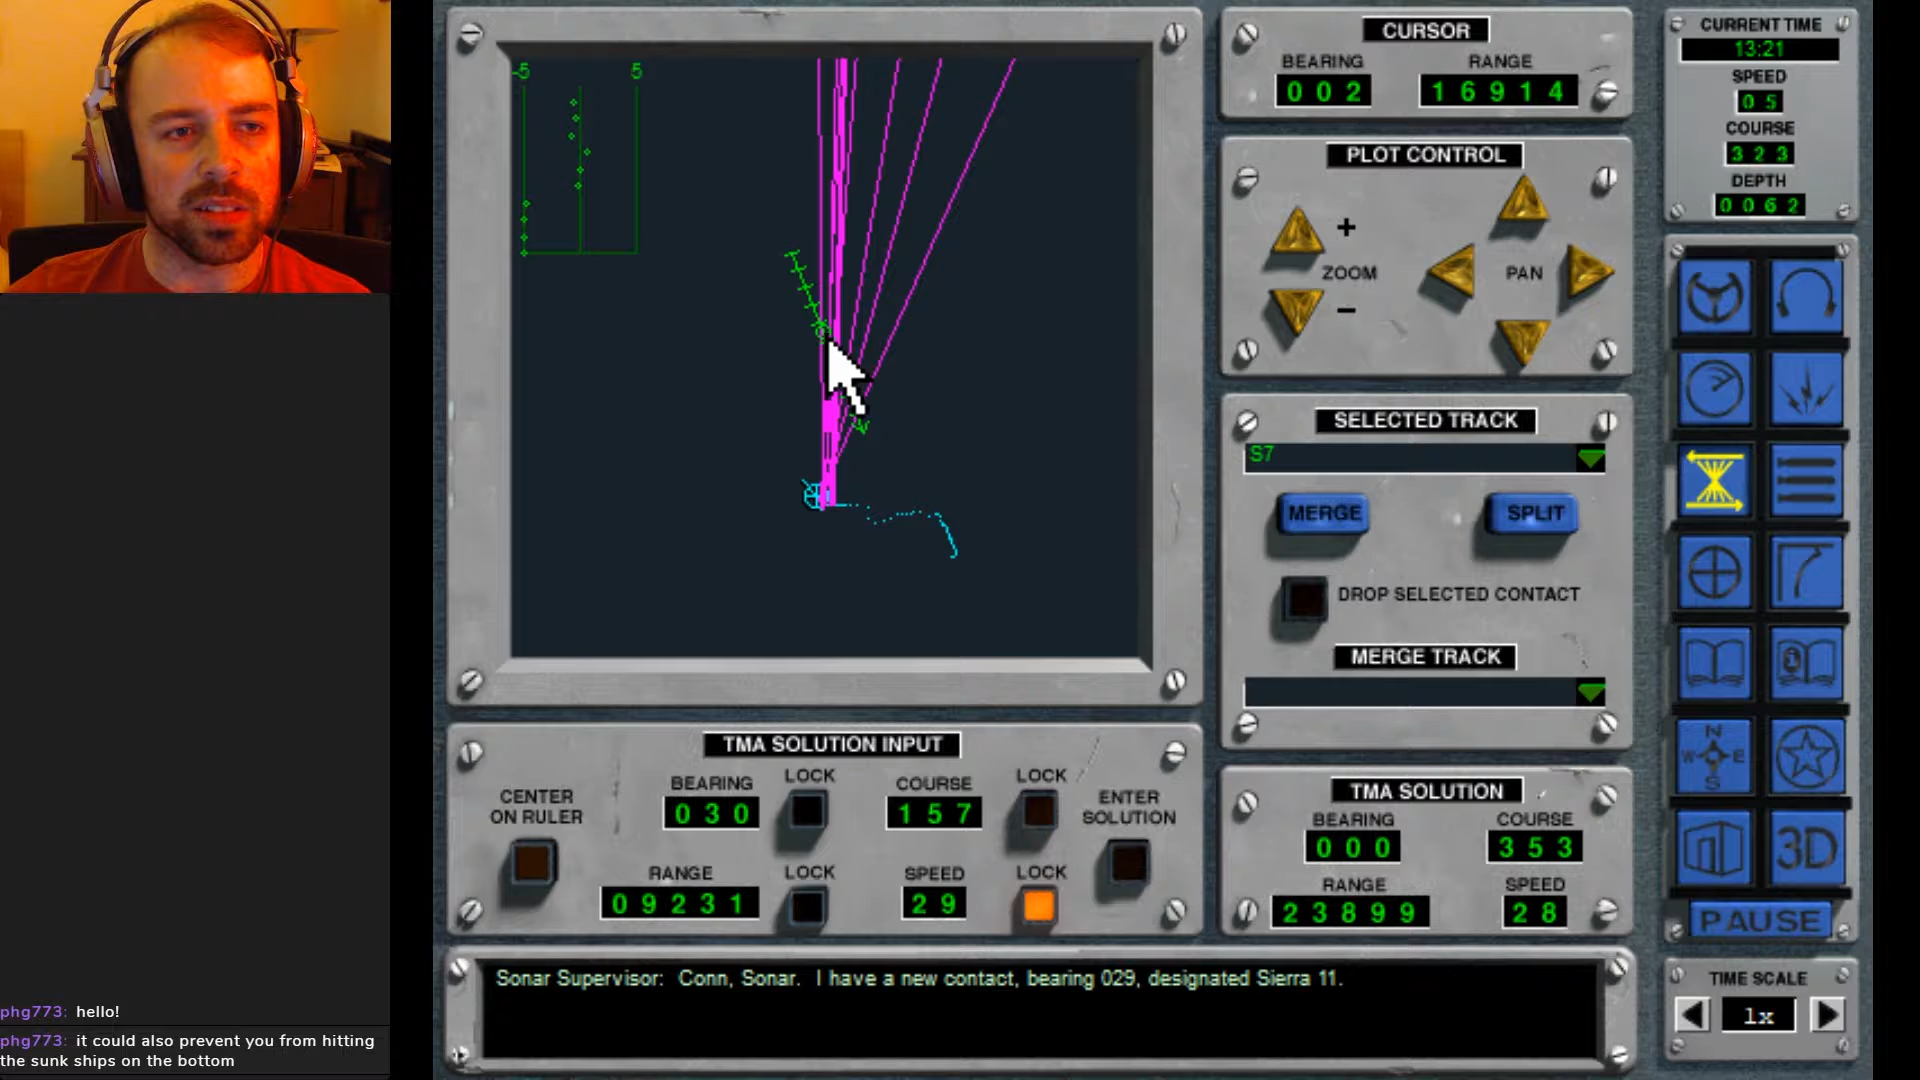 -5
5
CURSOR
BEARING
RANGE
002
16914
PLOT CONTROL
+
ZOOM
−
PAN
SELECTED TRACK
S7
MERGE
SPLIT
DROP SELECTED CONTACT
MERGE TRACK
TMA SOLUTION
BEARING
COURSE
000
353
RANGE
SPEED
23899
28
TMA SOLUTION INPUT
CENTER
ON RULER
BEARING
LOCK
COURSE
LOCK
030
157
ENTER
SOLUTION
RANGE
LOCK
SPEED
LOCK
09231
29
Sonar Supervisor: Conn, Sonar. I have a new contact, bearing 029, designated Sierra 11.
CURRENT TIME
13:21
SPEED
05
COURSE
323
DEPTH
0062
N
W
E
S
3D
PAUSE
TIME SCALE
1x
phg773: hello!
phg773: it could also prevent you from hitting
the sunk ships on the bottom